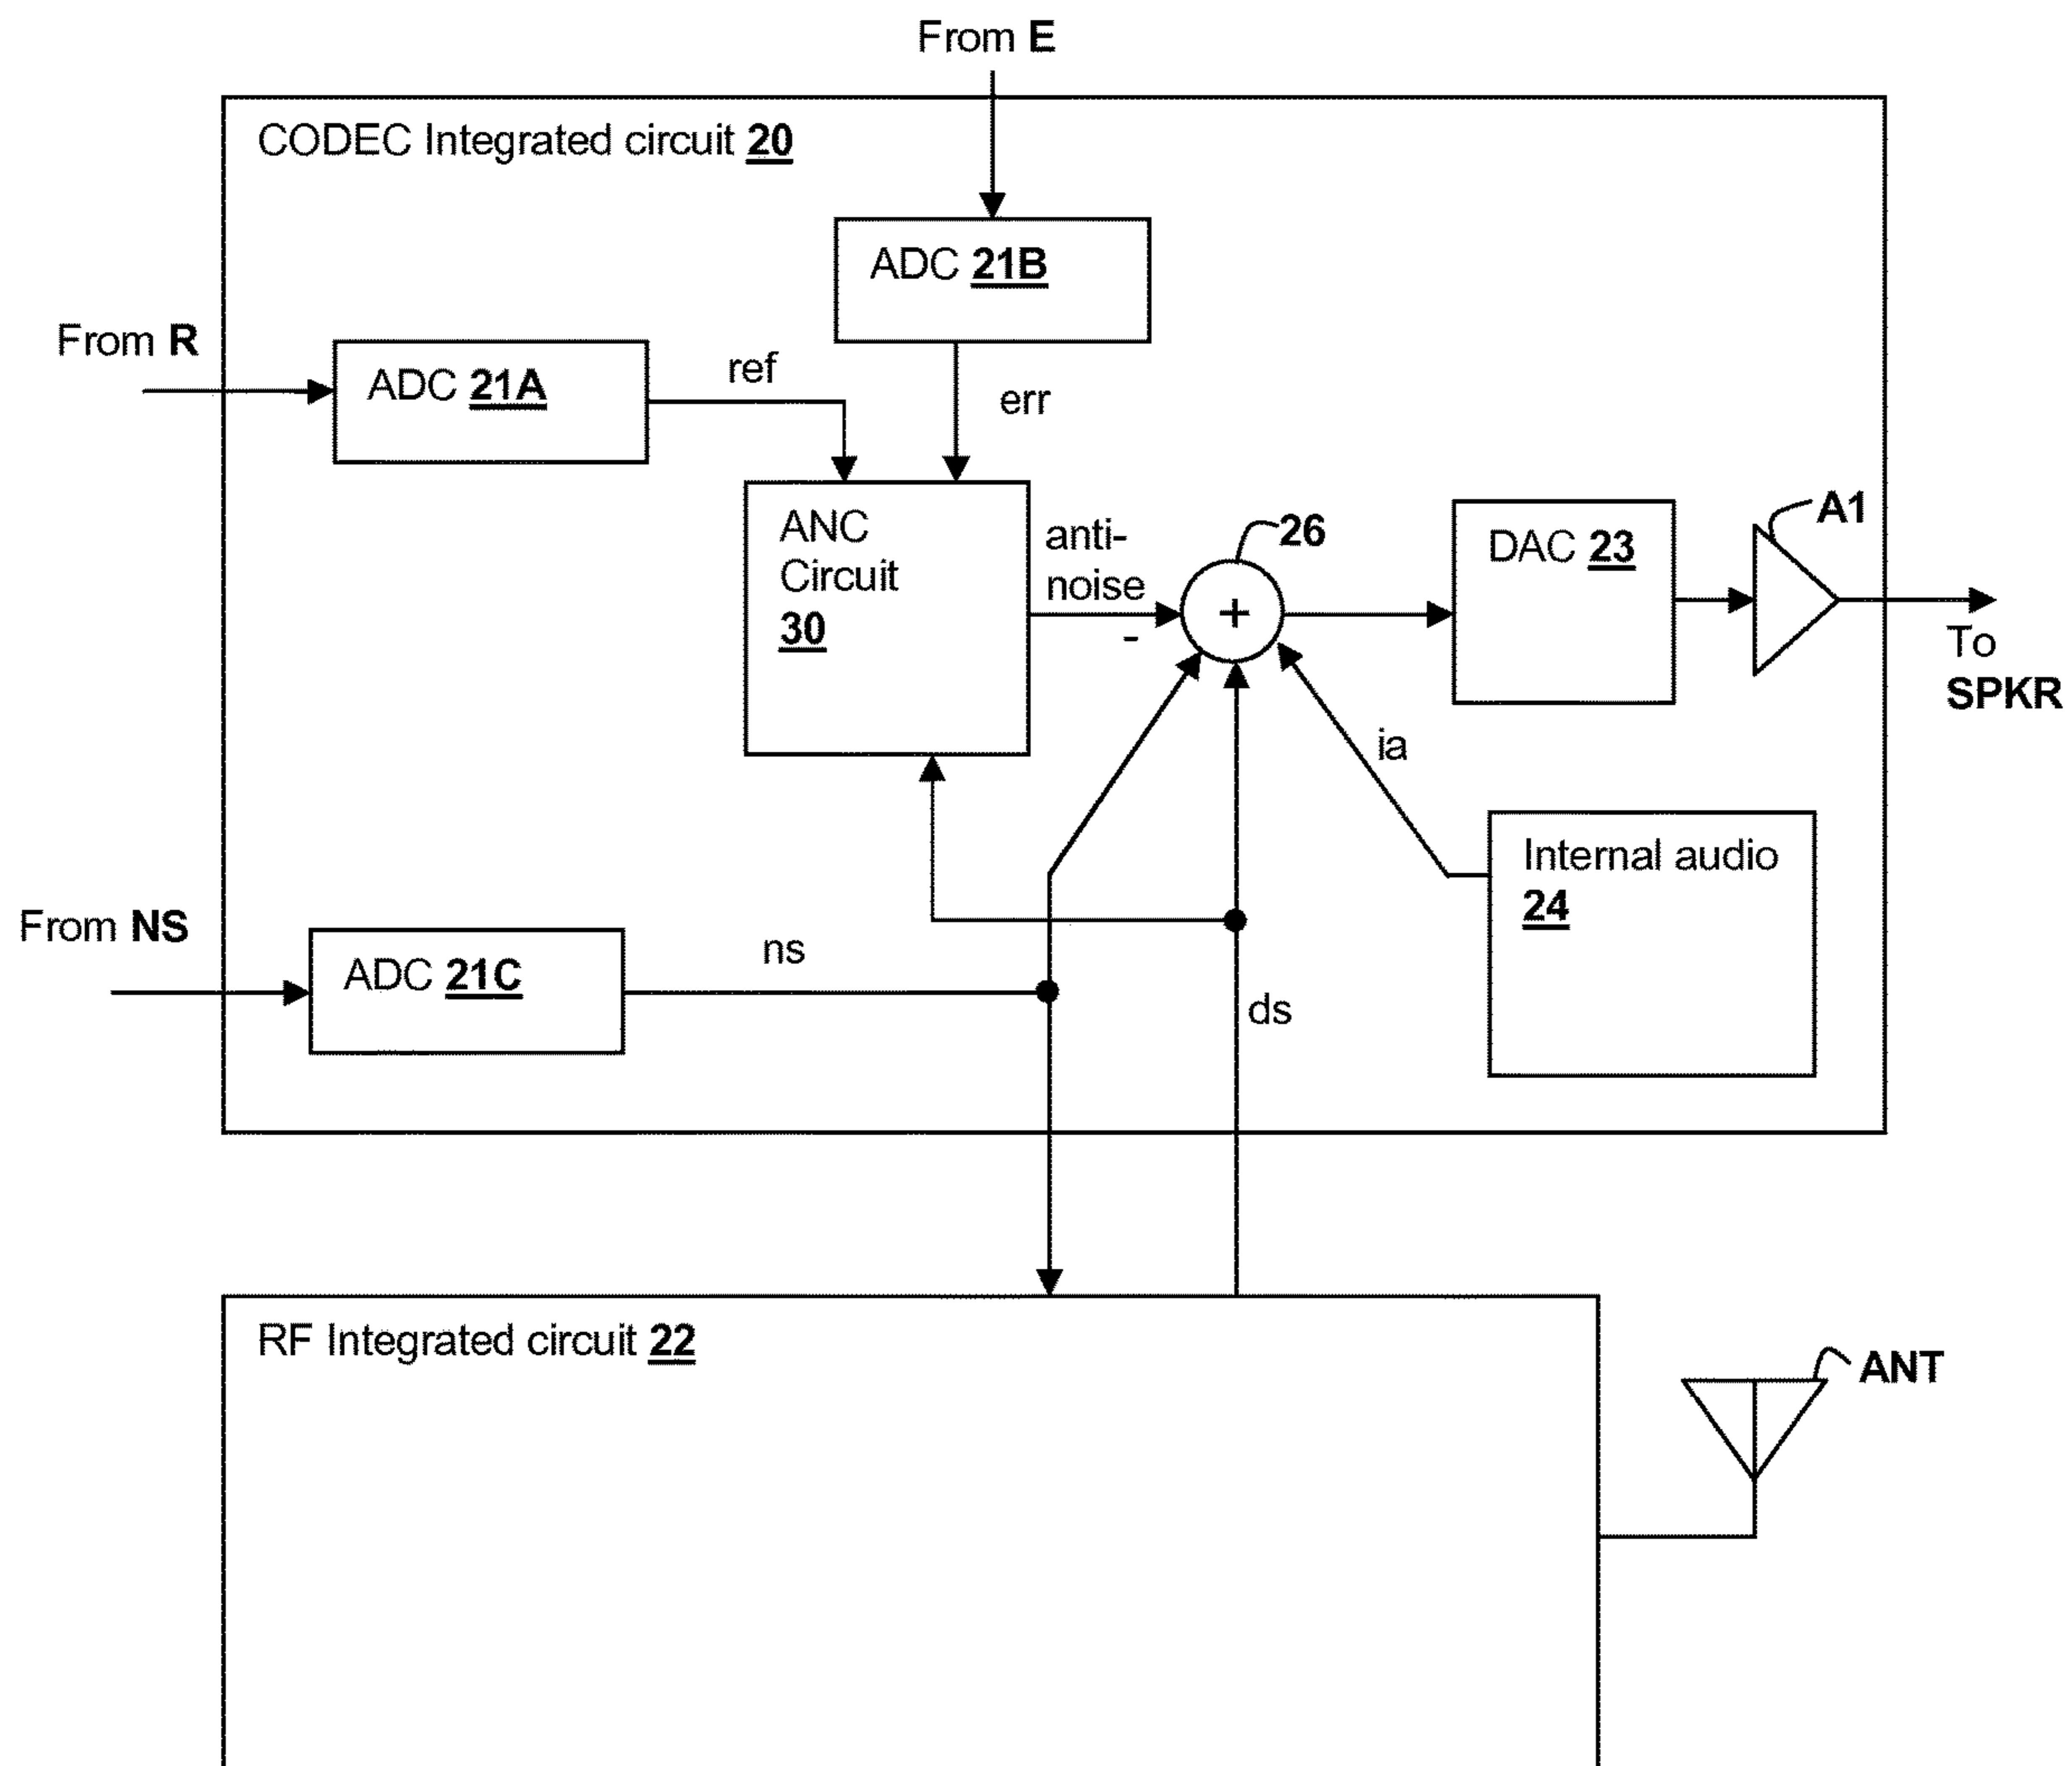 From E
CODEC Integrated circuit 20
ADC 21B
From R
ADC 21A
ref
err
ANC
Circuit
30
anti-
noise
-
26
+
DAC 23
A1
To
SPKR
ia
Internal audio
24
From NS
ADC 21C
ns
ds
RF Integrated circuit 22
ANT